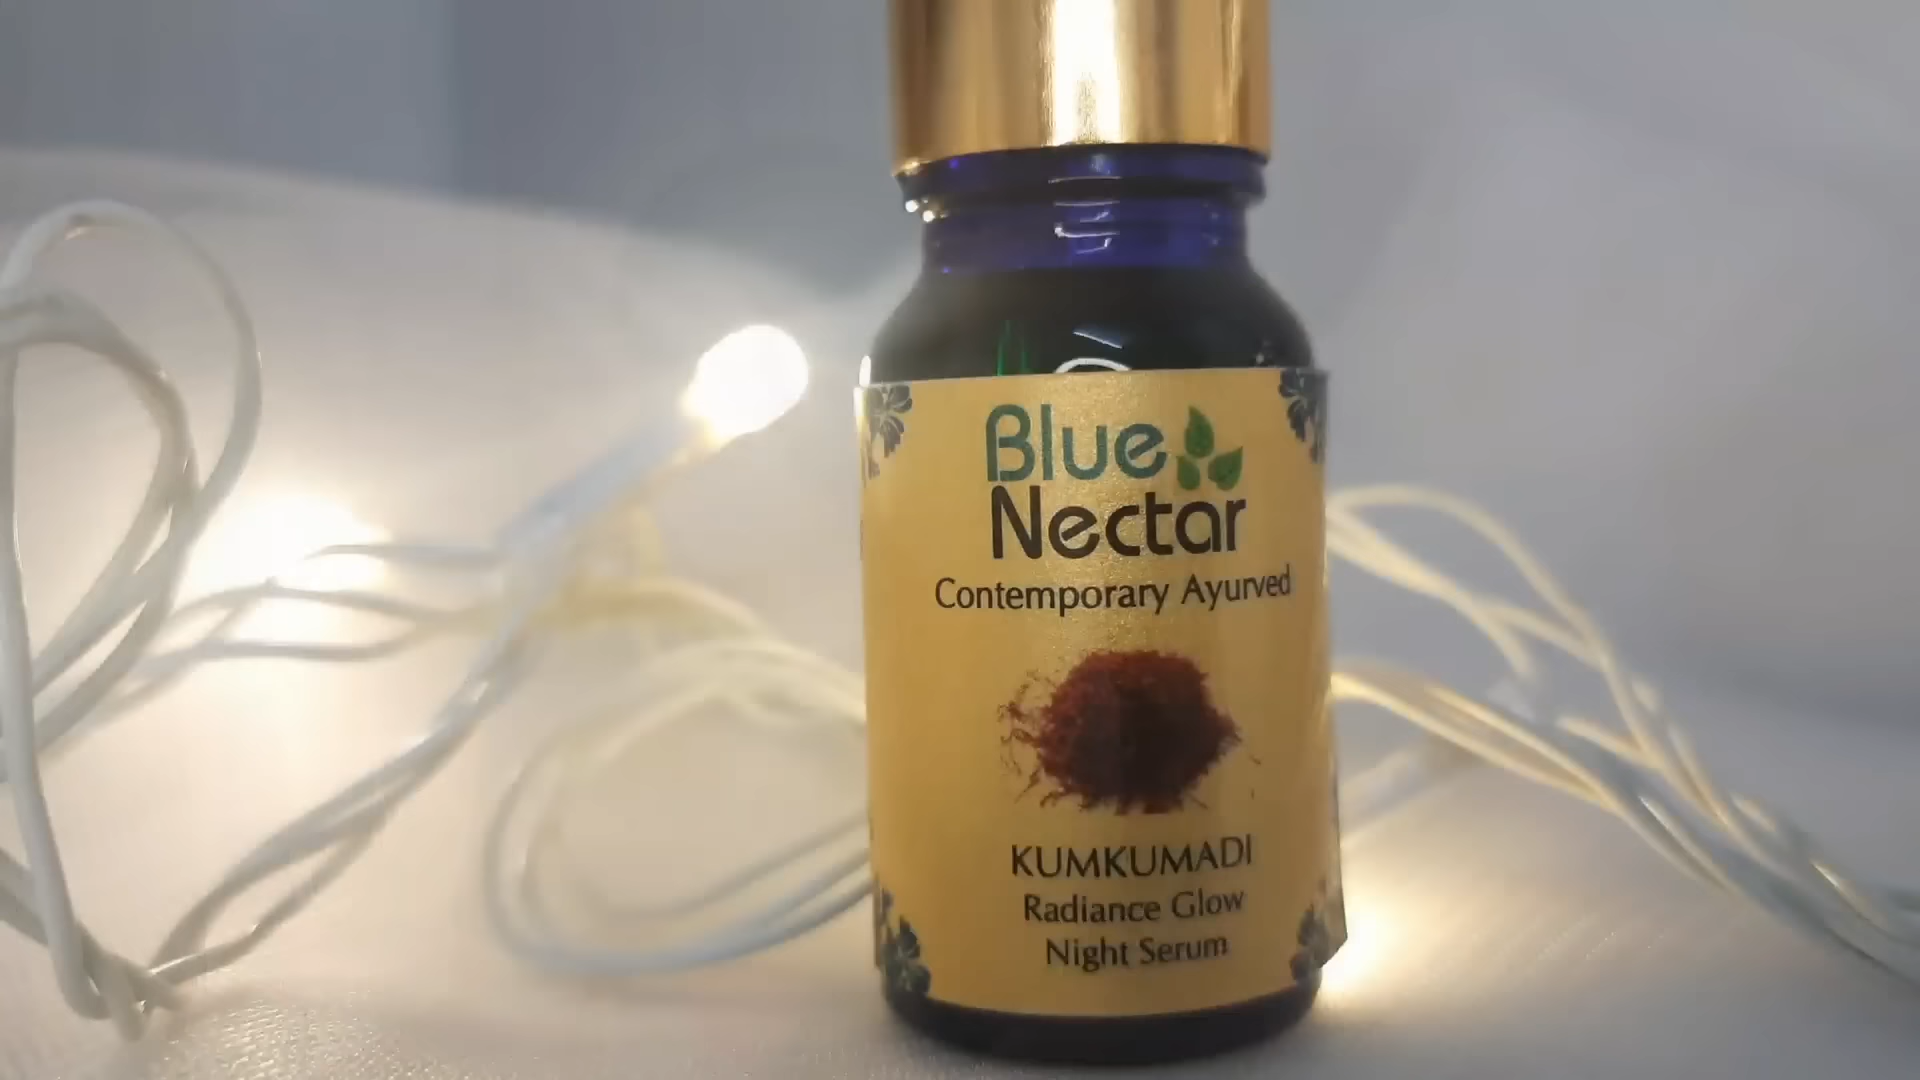 Blue
Nectar
Contemporary Ayurved
KUMKUMADI
Radiance Glow
Night Serum